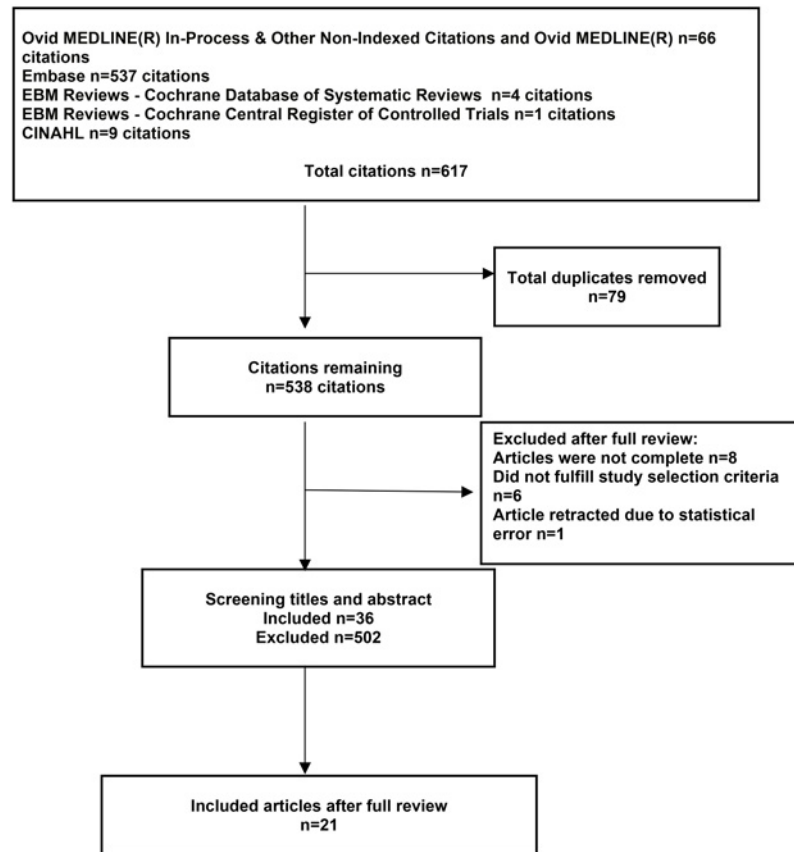 Ovid MEDLINE(R) In-Process & Other Non-Indexed Citations and Ovid MEDLINE(R) n=66
citations
Embase n=537 citations
EBM Reviews - Cochrane Database of Systematic Reviews n=4 citations
EBM Reviews - Cochrane Central Register of Controlled Trials n=1 citations
CINAHL n=9 citations
Total citations n=617
Total duplicates removed
n=79
Citations remaining
n=538 citations
Excluded after full review:
Articles were not complete n=8
Did not fulfill study selection criteria
n=6
Article retracted due to statistical
error n=1
Screening titles and abstract
Included n=36
Excluded n=502
Included articles after full review
n=21